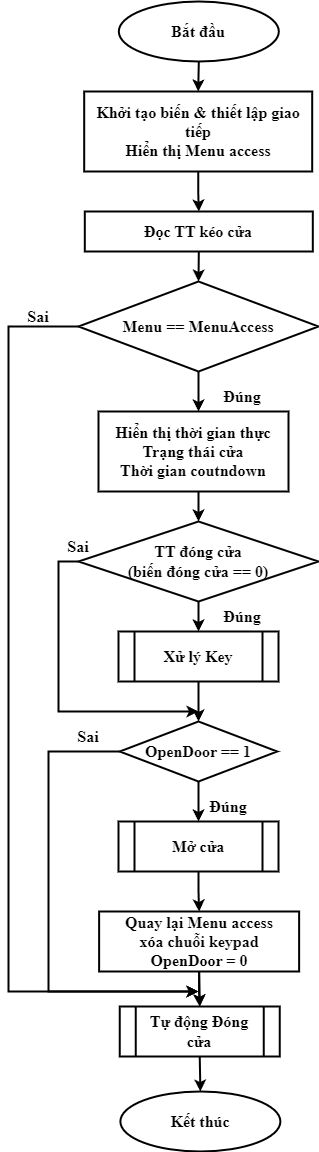 Bắt đầu
Khởi tạo biến & thiết lập giao
tiếp
Hiển thị Menu access
Đọc TT kéo cửa
Sai
Menu == MenuAccess
Đúng
Hiển thị thời gian thực
Trạng thái cửa
Thời gian coutndown
Sai
TT đóng cửa
(biến đóng cửa == 0)
Đúng
Xử lý Key
Sai
OpenDoor == 1
Đúng
Mở cửa
Quay lại Menu access
xóa chuỗi keypad
OpenDoor = 0
Tự động Đóng
cửa
Kết thúc